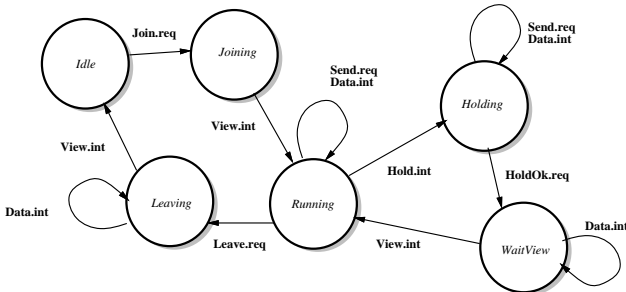 Join.req
Idle
Joining
Send.req
Data.int
Send.req
Data.int
Holding
View.int
View.int
Hold.int
HoldOk.req
Leaving
Running
Data.int
Leave.req
View.int
WaitView
Data.int